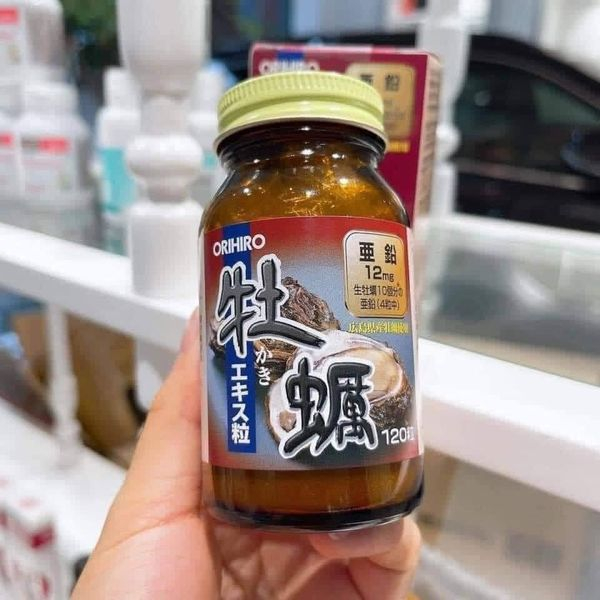 ORIHIRO
亜鉛
ORIHIRO
亜鉛
12mg
生牡蠣10個分の
亜鉛(4粒中)
広島県産牡蠣使用
牡蠣
かき
エキス粒
120粒